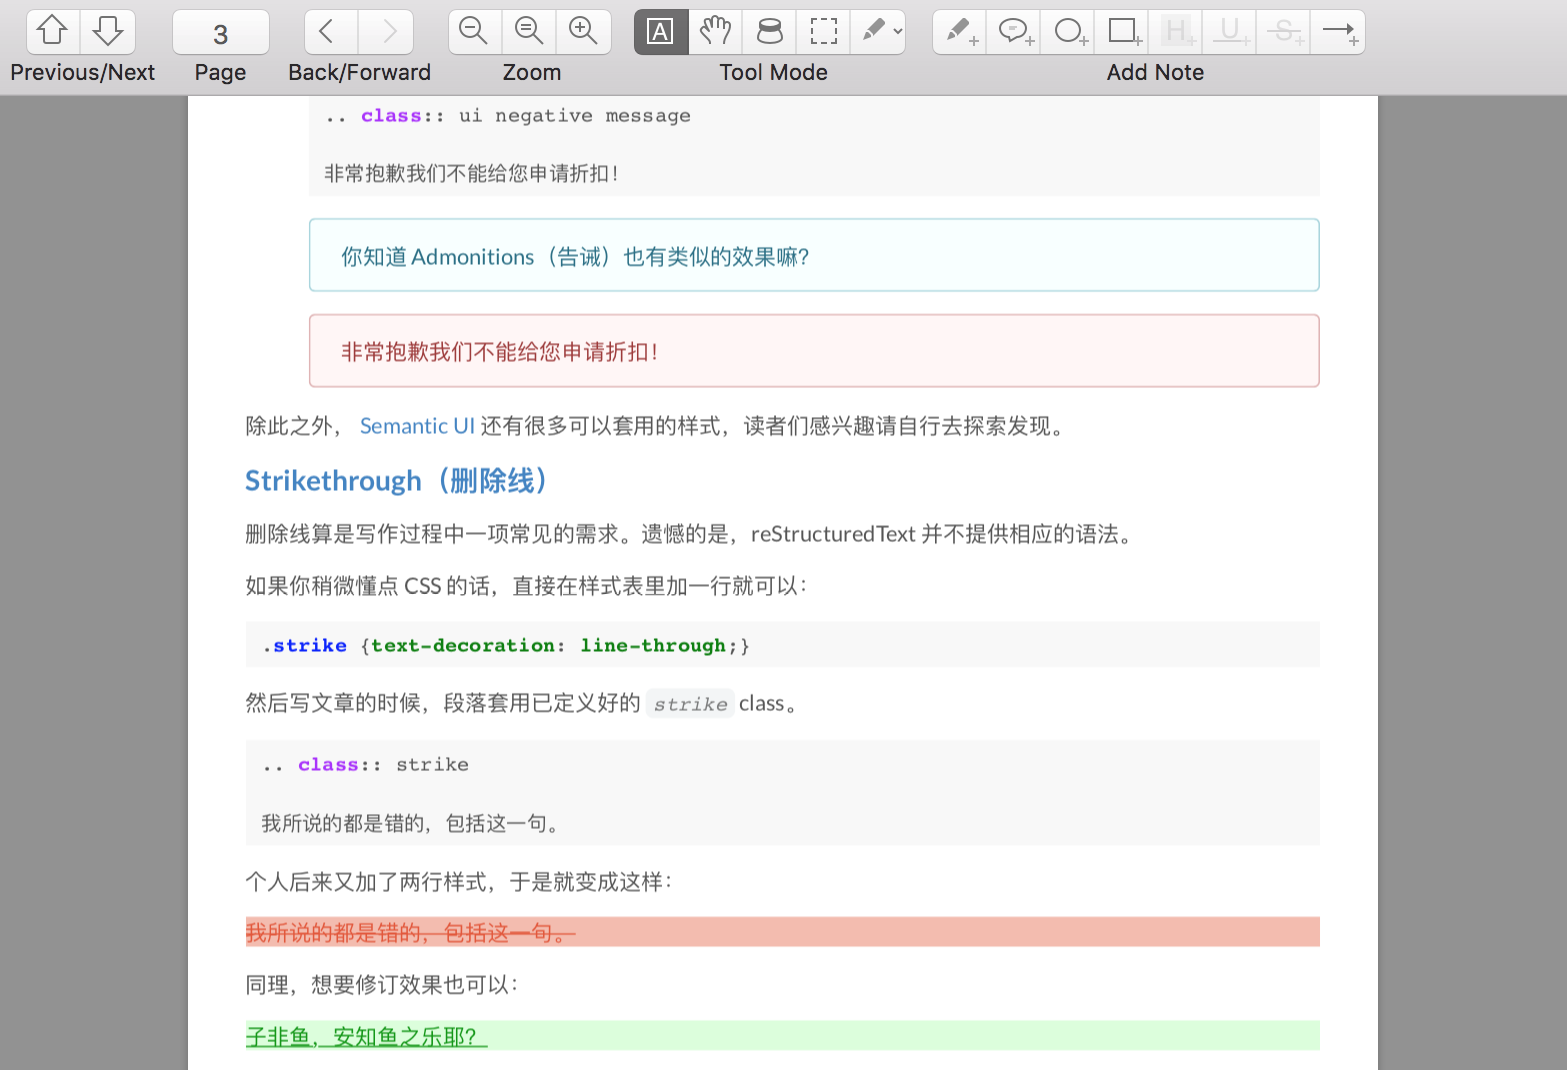 3
Previous/Next
Page
Back/Forward
Zoom
Tool Mode
Add Note
.. class:: ui negative message
非常抱歉我们不能给您申请折扣！
你知道 Admonitions（告诫）也有类似的效果嘛？
非常抱歉我们不能给您申请折扣！
除此之外， Semantic UI 还有很多可以套用的样式，读者们感兴趣请自行去探索发现。
Strikethrough（删除线）
删除线算是写作过程中一项常见的需求。遗憾的是，reStructuredText 并不提供相应的语法。
如果你稍微懂点 CSS 的话，直接在样式表里加一行就可以：
.strike {text-decoration: line-through;}
然后写文章的时候，段落套用已定义好的 strike class。
.. class:: strike
我所说的都是错的，包括这一句。
个人后来又加了两行样式，于是就变成这样：
我所说的都是错的，包括这一句。
同理，想要修订效果也可以：
子非鱼，安知鱼之乐耶？